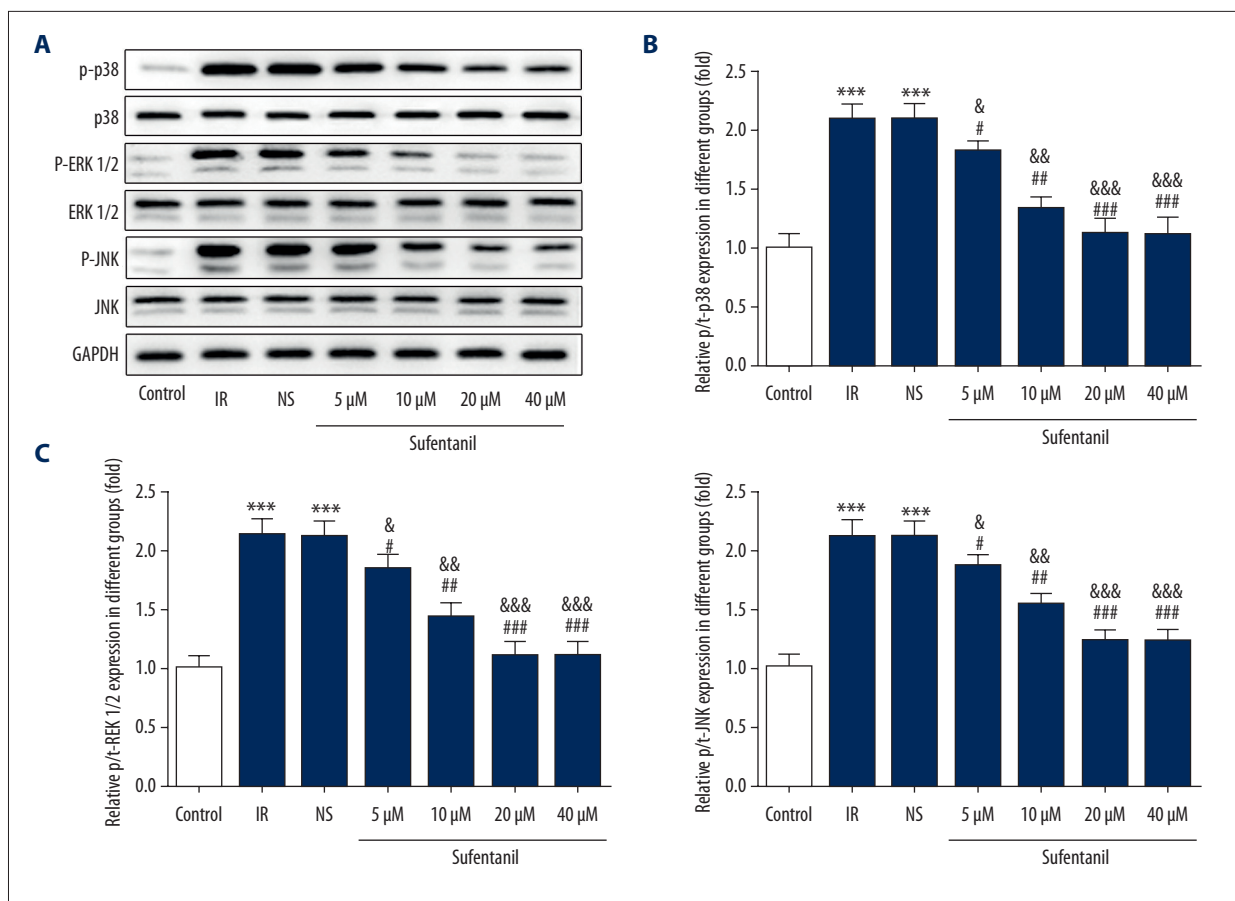 A
p-p38
p38
P-ERK 1/2
ERK 1/2
P-JNK
JNK
GAPDH
Control IR NS 5 μM 10 μM 20 μM 40 μM
Sufentanil
B
Relative p/t-p38 expression in different groups (fold)
2.5
2.0
1.5
1.0
0.5
0.0
*** *** & && &&& &&&
# ## ### ###
Control IR NS 5 μM 10 μM 20 μM 40 μM
Sufentanil
C
Relative p/t-REK 1/2 expression in different groups (fold)
2.5
2.0
1.5
1.0
0.5
0.0
*** *** & && &&& &&&
# ## ### ###
Control IR NS 5 μM 10 μM 20 μM 40 μM
Sufentanil
Relative p/t-JNK expression in different groups (fold)
2.5
2.0
1.5
1.0
0.5
0.0
*** *** & && &&& &&&
# ## ### ###
Control IR NS 5 μM 10 μM 20 μM 40 μM
Sufentanil